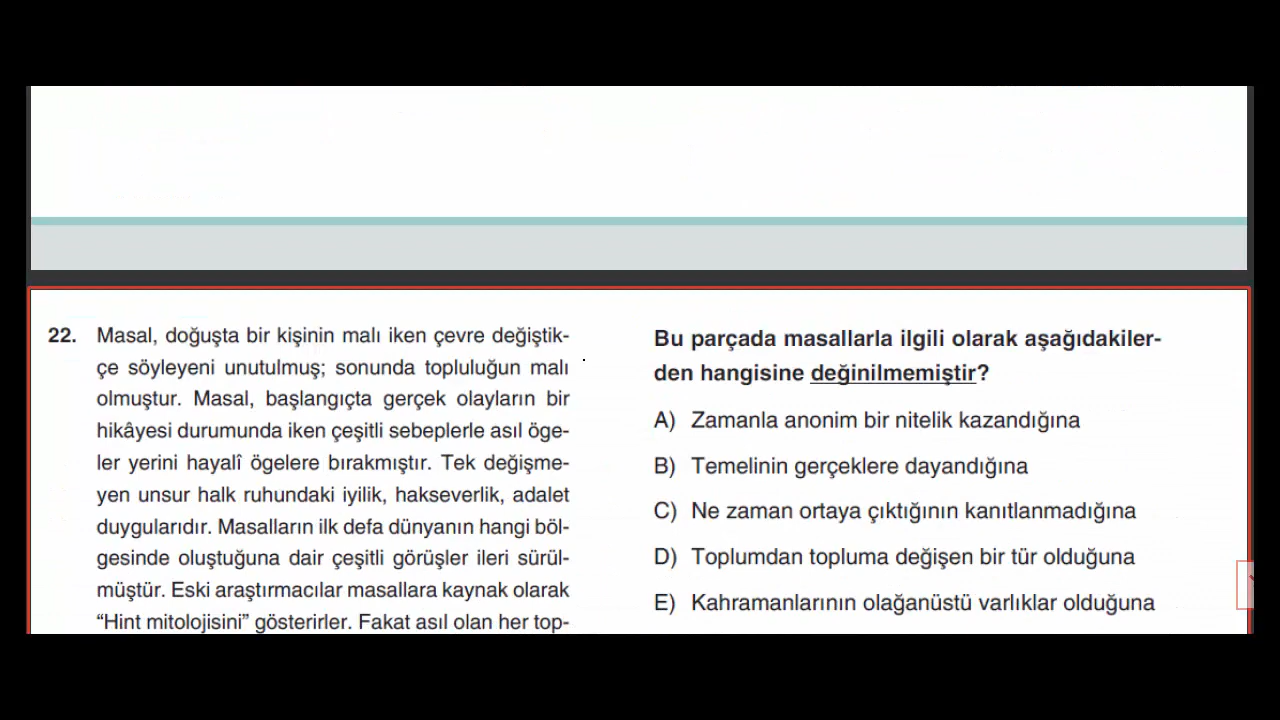 22. Masal, doğuşta bir kişinin malı iken çevre değiştik-
çe söyleyeni unutulmuş; sonunda topluluğun malı
olmuştur. Masal, başlangıçta gerçek olayların bir
hikâyesi durumunda iken çeşitli sebeplerle asıl öge-
ler yerini hayalî ögelere bırakmıştır. Tek değişme-
yen unsur halk ruhundaki iyilik, hakseverlik, adalet
duygularıdır. Masalların ilk defa dünyanın hangi böl-
gesinde oluştuğuna dair çeşitli görüşler ileri sürül-
müştür. Eski araştırmacılar masallara kaynak olarak
“Hint mitolojisini” gösterirler. Fakat asıl olan her top-
Bu parçada masallarla ilgili olarak aşağıdakiler-
den hangisine değinilmemiştir?
A) Zamanla anonim bir nitelik kazandığına
B) Temelinin gerçeklere dayandığına
C) Ne zaman ortaya çıktığının kanıtlanmadığına
D) Toplumdan topluma değişen bir tür olduğuna
E) Kahramanlarının olağanüstü varlıklar olduğuna